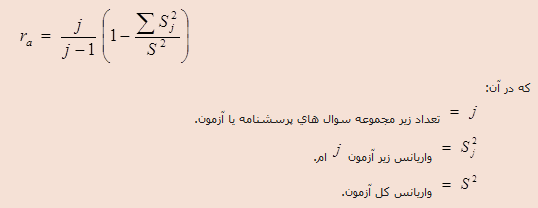 r_a = j / (j − 1) (1 − ∑ S_j^2 / S^2)
که در آن:
j = تعداد زیر مجموعه سوال های پرسشنامه یا آزمون.
S_j^2 = واریانس زیر آزمون j ام.
S^2 = واریانس کل آزمون.